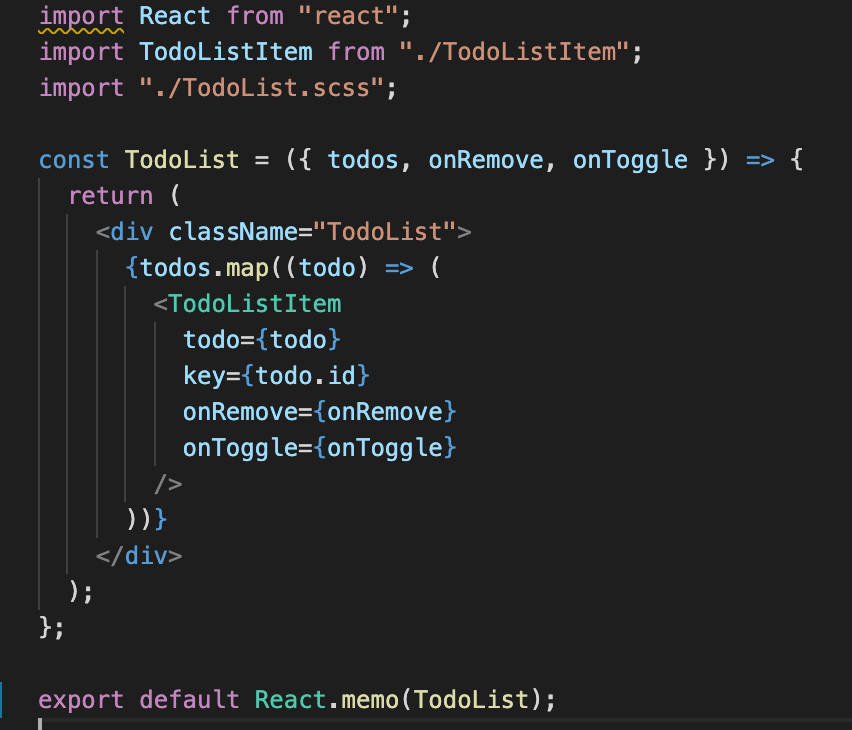 import React from "react";
import TodoListItem from "./TodoListItem";
import "./TodoList.scss";

const TodoList = ({ todos, onRemove, onToggle }) => {
  return (
    <div className="TodoList">
      {todos.map((todo) => (
        <TodoListItem
          todo={todo}
          key={todo.id}
          onRemove={onRemove}
          onToggle={onToggle}
        />
      ))}
    </div>
  );
};

export default React.memo(TodoList);